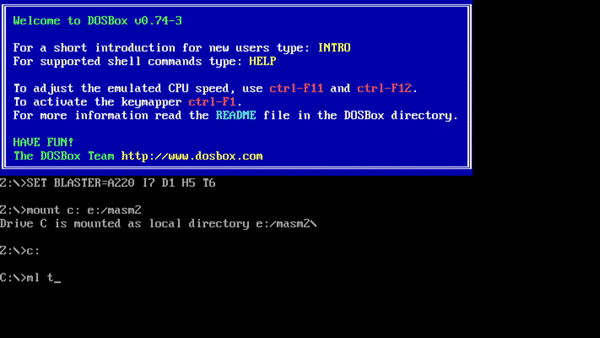 Welcome to DOSBox v0.74-3
For a short introduction for new users type: INTRO
For supported shell commands type: HELP
To adjust the emulated CPU speed, use ctrl-F11 and ctrl-F12.
To activate the keymapper ctrl-F1.
For more information read the README file in the DOSBox directory.
HAVE FUN!
The DOSBox Team http://www.dosbox.com
Z:\>SET BLASTER=A220 I7 D1 H5 T6
Z:\>mount c: e:/masm2
Drive C is mounted as local directory e:/masm2\
Z:\>c:
C:\>ml t_